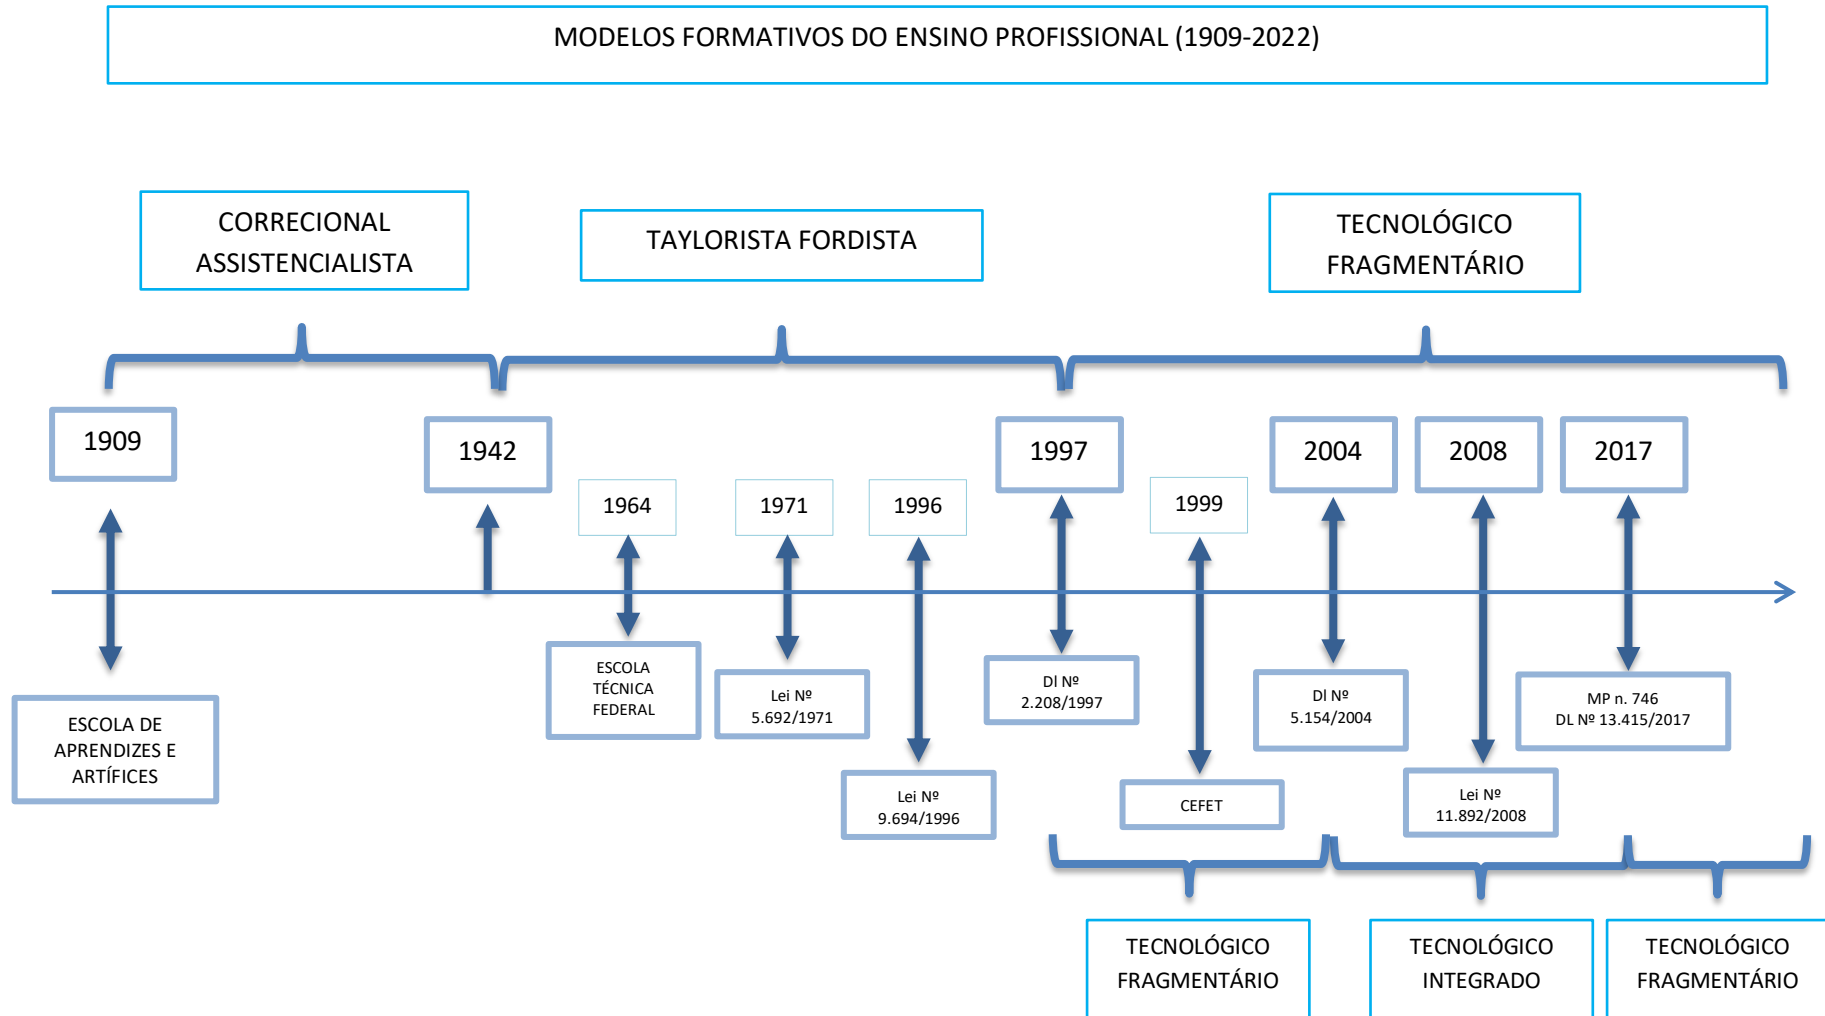 MODELOS FORMATIVOS DO ENSINO PROFISSIONAL (1909-2022)
CORRECIONAL
ASSISTENCIALISTA
TAYLORISTA FORDISTA
TECNOLÓGICO
FRAGMENTÁRIO
1909
1942
1997
2004
2008
2017
1964
1971
1996
1999
ESCOLA DE
APRENDIZES E
ARTÍFICES
ESCOLA
TÉCNICA
FEDERAL
Lei Nº
5.692/1971
Lei Nº
9.694/1996
Dl Nº
2.208/1997
CEFET
Dl Nº
5.154/2004
Lei Nº
11.892/2008
MP n. 746
DL Nº 13.415/2017
TECNOLÓGICO
FRAGMENTÁRIO
TECNOLÓGICO
INTEGRADO
TECNOLÓGICO
FRAGMENTÁRIO